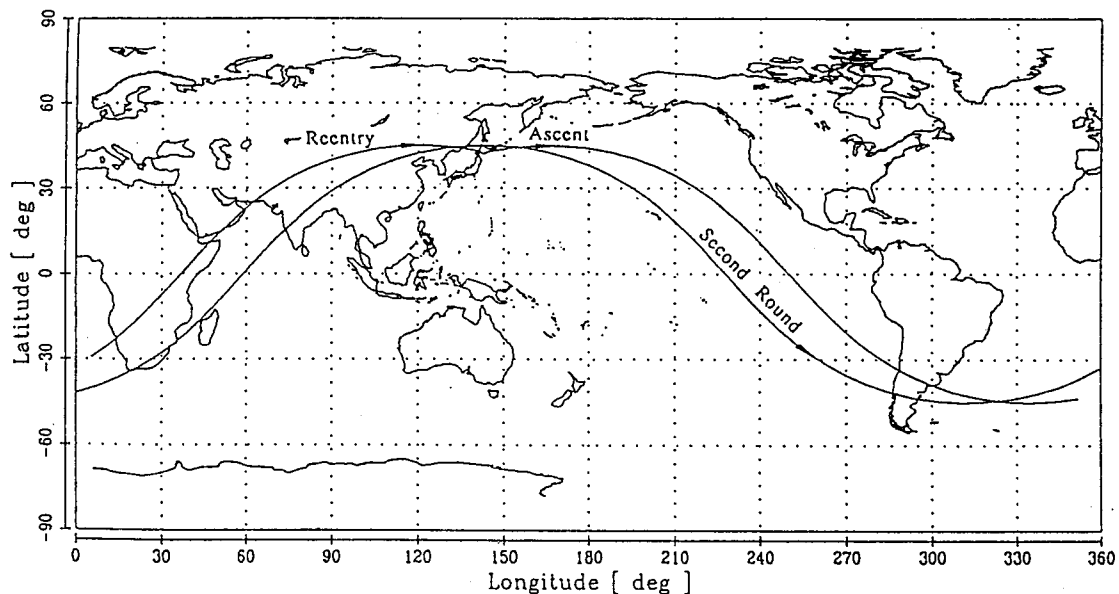 90
60
30
0
−30
−60
−90
Latitude [ deg ]
Reentry
Ascent
Second Round
0 30 60 90 120 150 180 210 240 270 300 330 360
Longitude [ deg ]